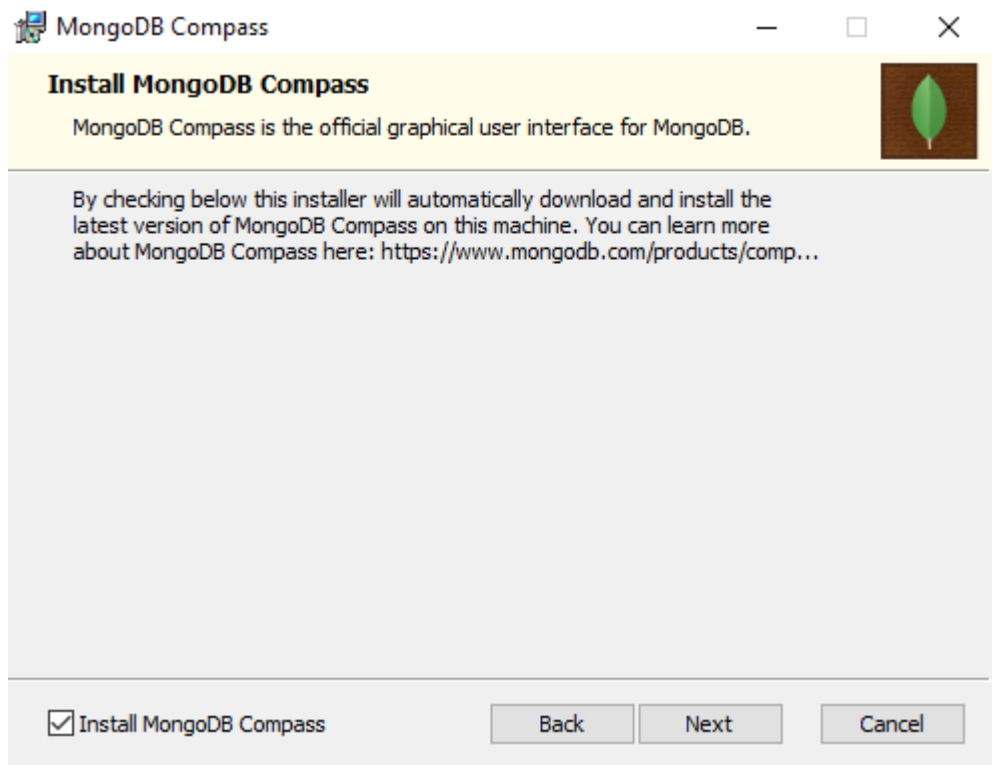 MongoDB Compass
Install MongoDB Compass
MongoDB Compass is the official graphical user interface for MongoDB.
By checking below this installer will automatically download and install the
latest version of MongoDB Compass on this machine. You can learn more
about MongoDB Compass here: https://www.mongodb.com/products/comp...
Install MongoDB Compass Back Next Cancel